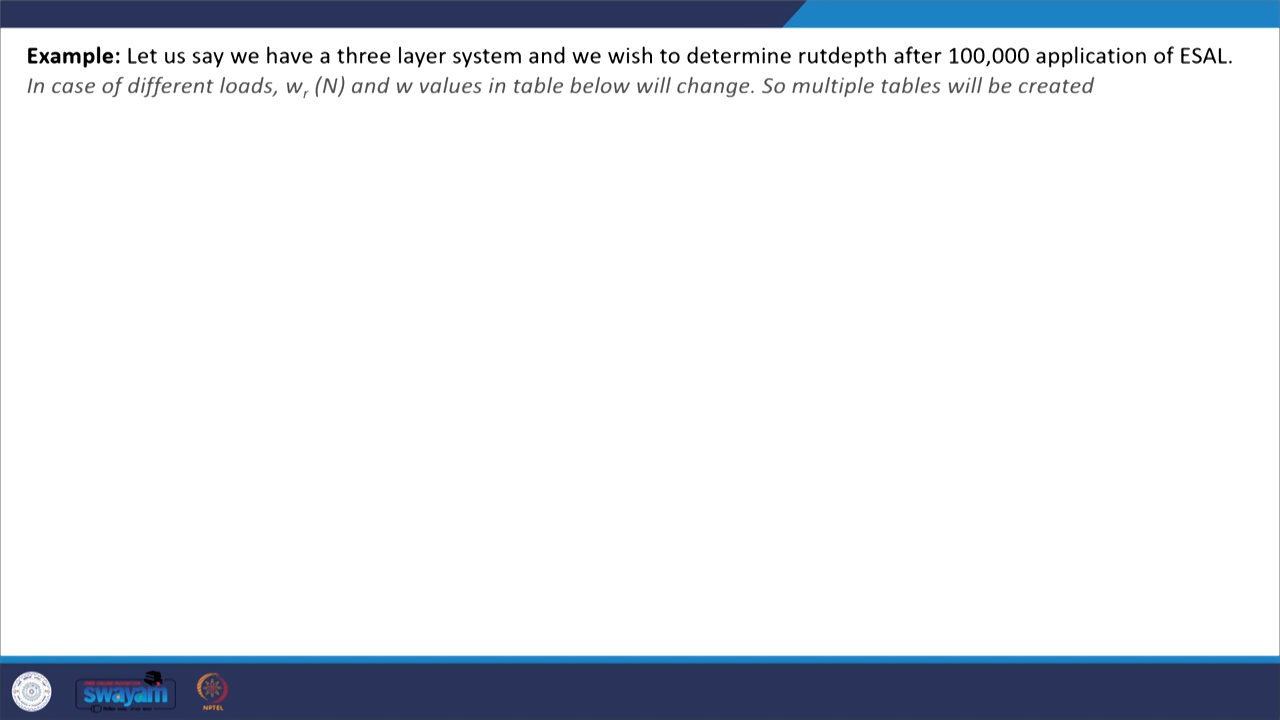 Example: Let us say we have a three layer system and we wish to determine rutdepth after 100,000 application of ESAL.
In case of different loads, wr (N) and w values in table below will change. So multiple tables will be created
swayam
NPTEL